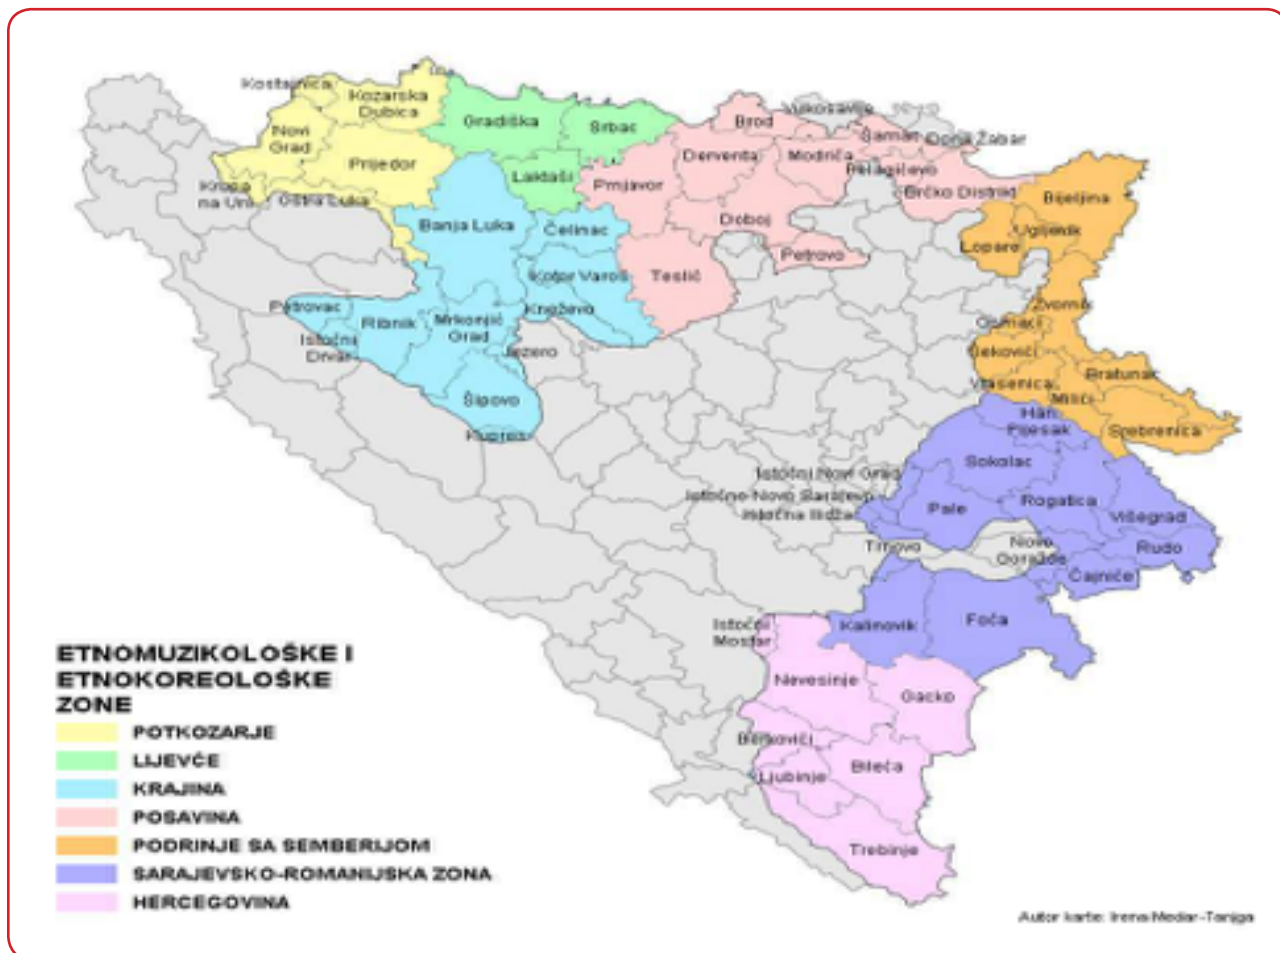 Kostajnica
Kozarska
Dubica
Gradiška
Srbac
Brod
Vukosavlje
Šamac
Donji Žabar
Novi
Grad
Prijedor
Laktaši
Prnjavor
Derventa
Modriča
Pelagićevo
Brčko Distrikt
Bijeljina
Krupa
na Uni
Oštra Luka
Banja Luka
Čelinac
Doboj
Ugljevik
Lopare
Petrovo
Kotor Varoš
Teslić
Petrovac
Ribnik
Mrkonjić
Grad
Kneževo
Zvornik
Osmaci
Istočni
Drvar
Jezero
Šekovići
Bratunac
Vlasenica
Milići
Šipovo
Han
Pijesak
Srebrenica
Kupres
Sokolac
Istočni Novi Grad
Istočno Novo Sarajevo
Istočna Ilidža
Pale
Rogatica
Višegrad
Trnovo
Novo
Goražde
Rudo
Čajniče
Istočni
Mostar
Kalinovik
Foča
Nevesinje
Gacko
Berkovići
Ljubinje
Bileća
Trebinje
ETNOMUZIKOLOŠKE I
ETNOKOREOLOŠKE
ZONE
POTKOZARJE
LIJEVČE
KRAJINA
POSAVINA
PODRINJE SA SEMBERIJOM
SARAJEVSKO-ROMANIJSKA ZONA
HERCEGOVINA
Autor karte: Irena Medar-Tanjga